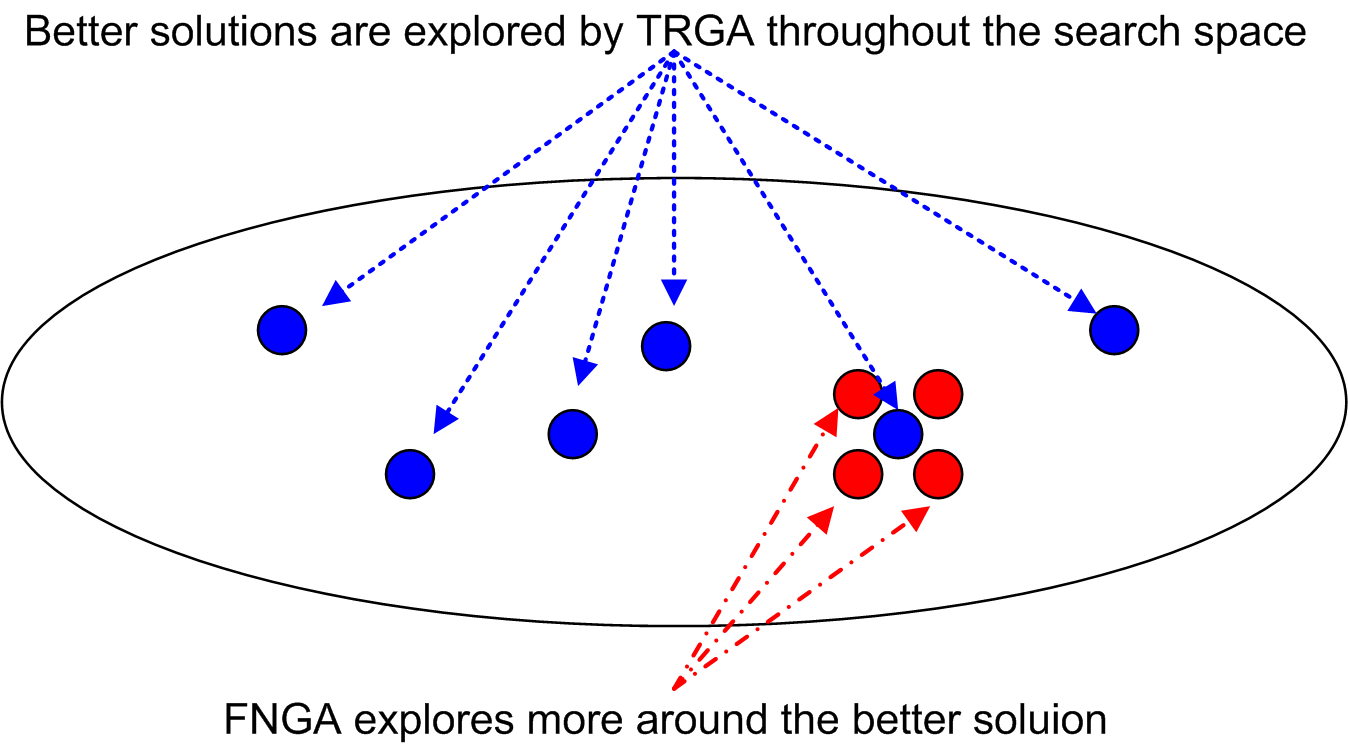 Better solutions are explored by TRGA throughout the search space
FNGA explores more around the better soluion